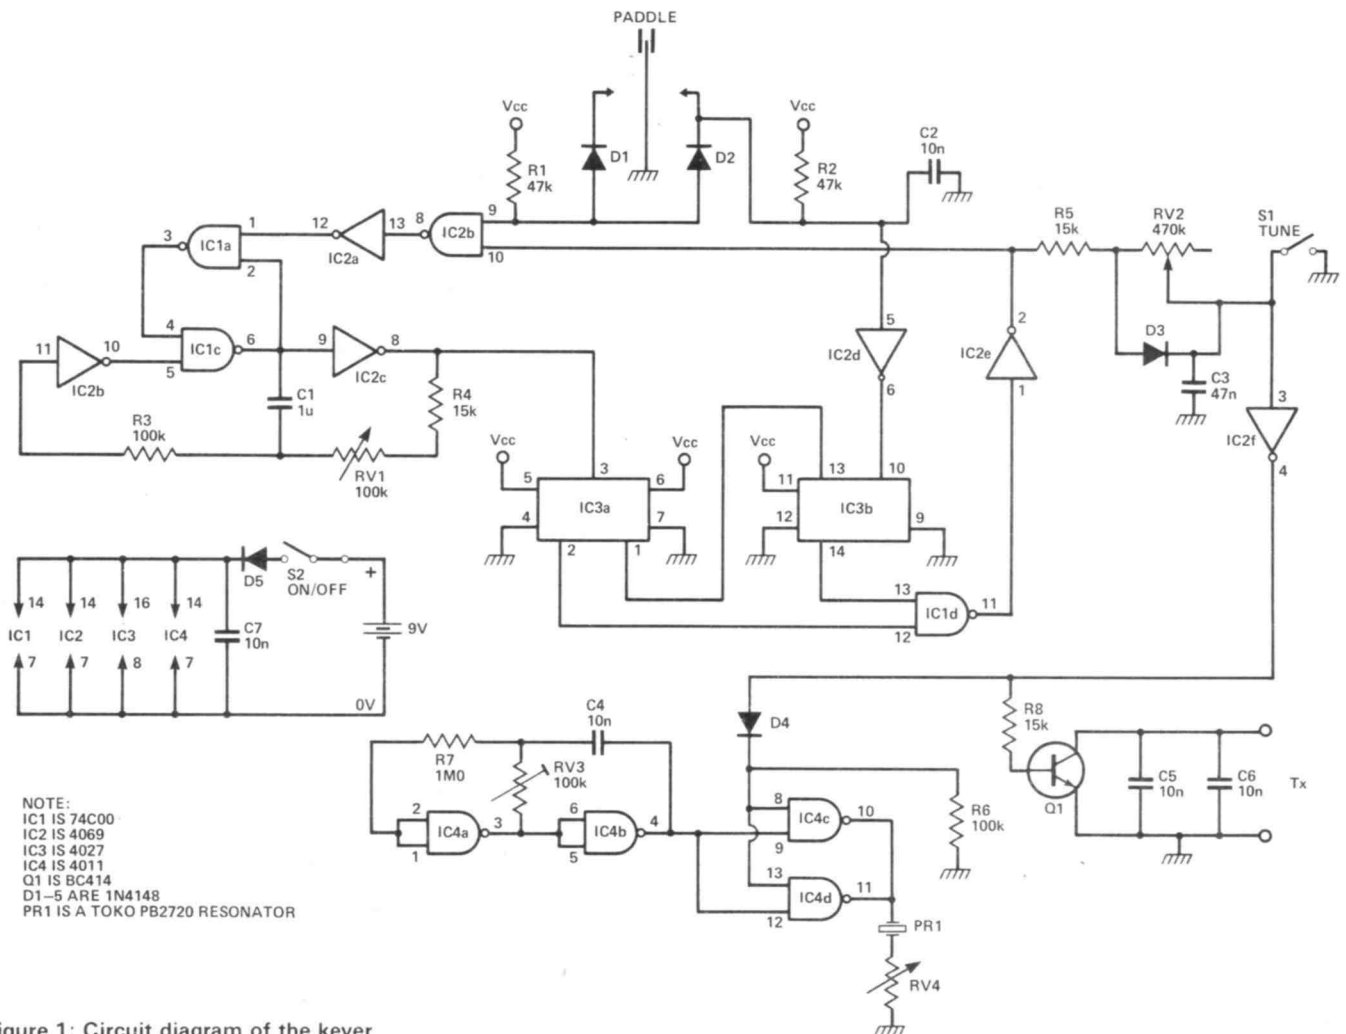 PADDLE
Vcc
Vcc
C2
10n
D1
D2
R1
47k
R2
47k
R5
15k
RV2
470k
S1
TUNE
3
IC1a
1
2
12
IC2a
13
8
IC2b
9
10
11
IC2b
10
4
5
IC1c
6
9
IC2c
8
C1
1u
R4
15k
R3
100k
RV1
100k
5
IC2d
6
2
IC2e
1
D3
C3
47n
3
IC2f
4
Vcc
Vcc
Vcc
5
4
3
IC3a
6
7
2
1
11
12
13
10
IC3b
9
14
13
12
IC1d
11
D5
S2
ON/OFF
+
9V
0V
14
14
16
14
IC1
IC2
IC3
IC4
7
7
8
7
C7
10n
C4
10n
R7
1M0
RV3
100k
2
1
IC4a
3
6
5
IC4b
4
D4
8
9
IC4c
10
13
12
IC4d
11
R6
100k
R8
15k
Q1
C5
10n
C6
10n
Tx
PR1
RV4
NOTE:
IC1 IS 74C00
IC2 IS 4069
IC3 IS 4027
IC4 IS 4011
Q1 IS BC414
D1–5 ARE 1N4148
PR1 IS A TOKO PB2720 RESONATOR
igure 1: Circuit diagram of the keyer